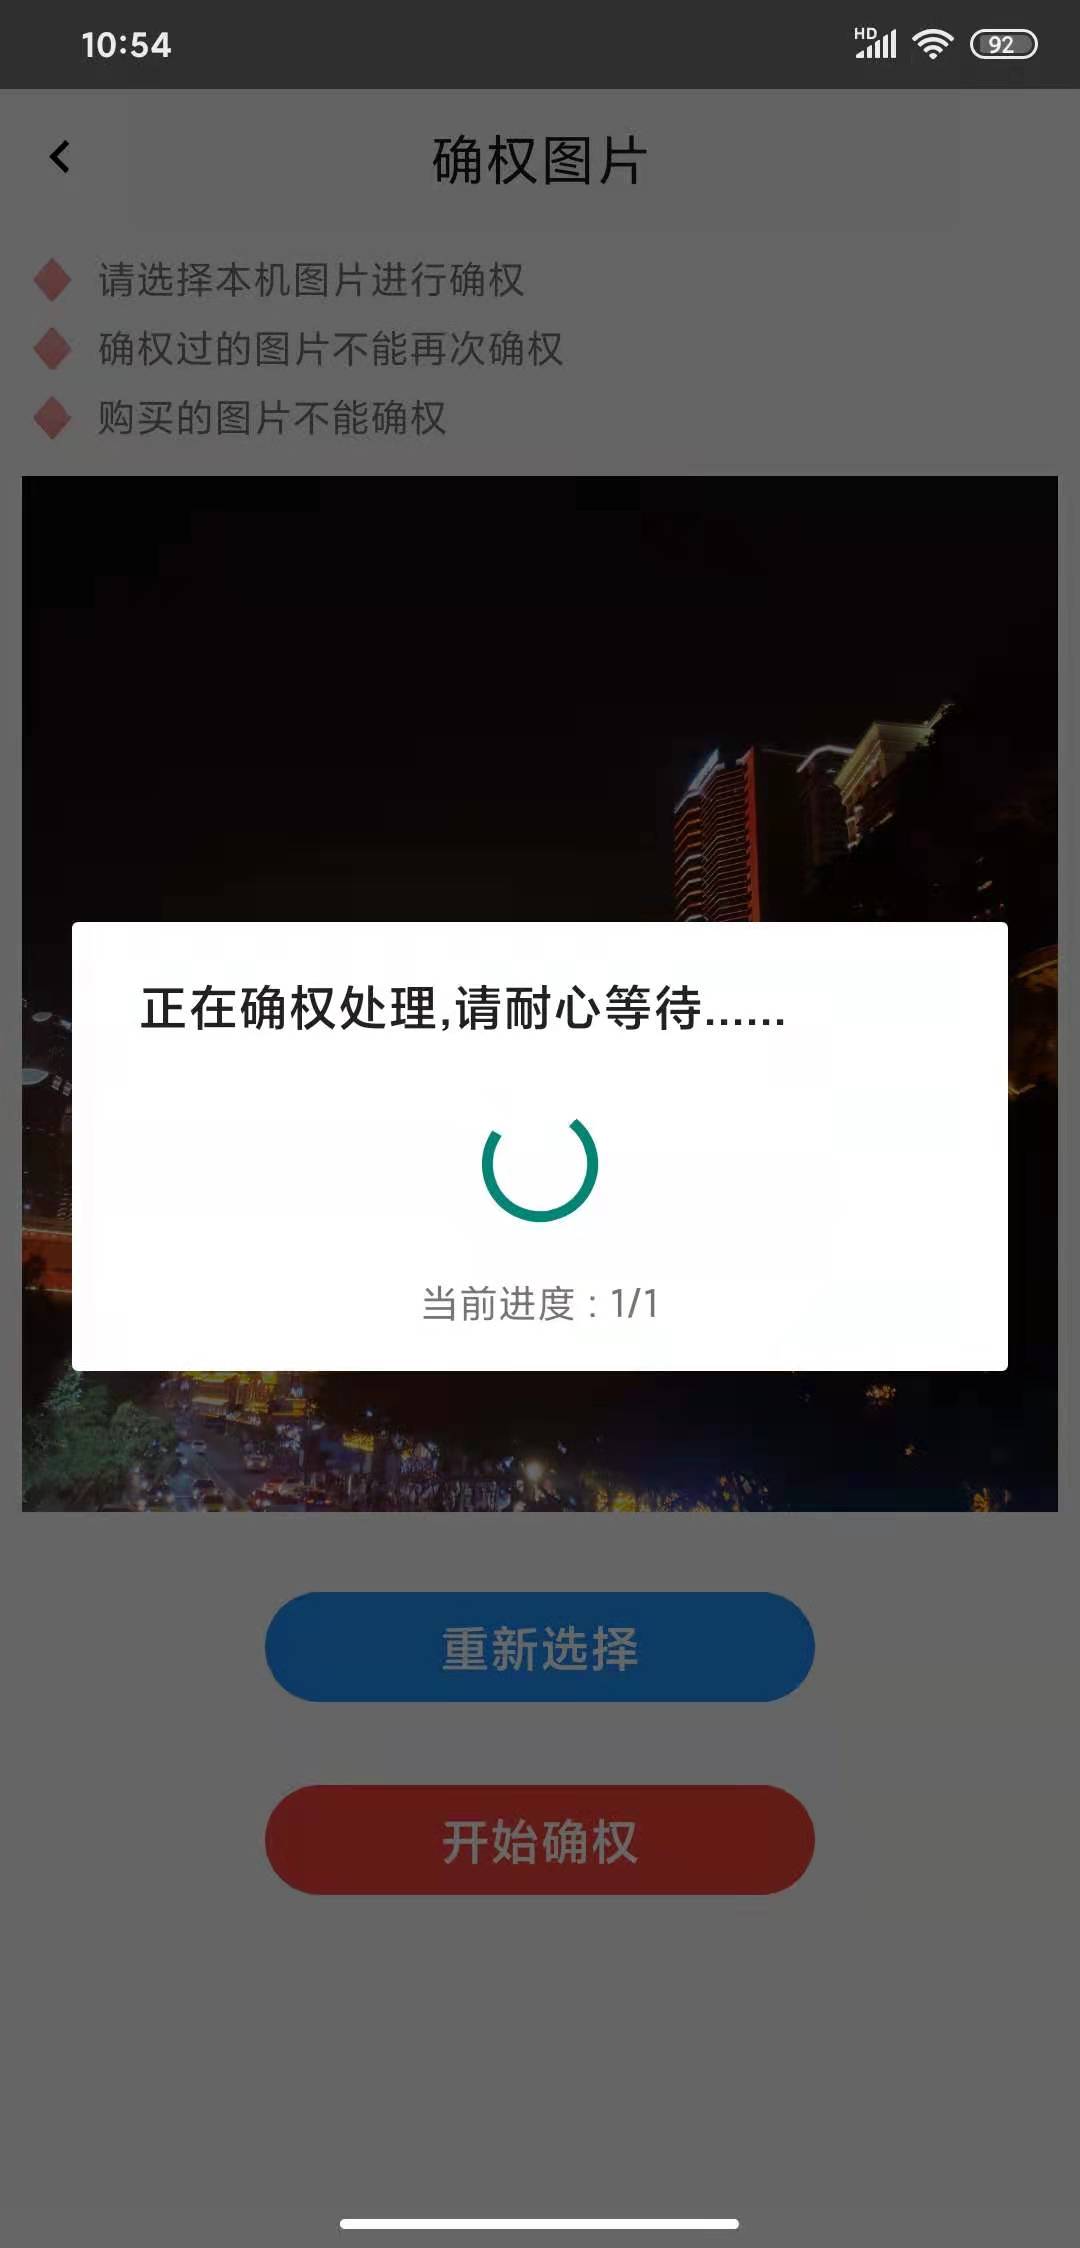 10:54
HD
92
确权图片
请选择本机图片进行确权
确权过的图片不能再次确权
购买的图片不能确权
正在确权处理,请耐心等待......
当前进度 : 1/1
重新选择
开始确权